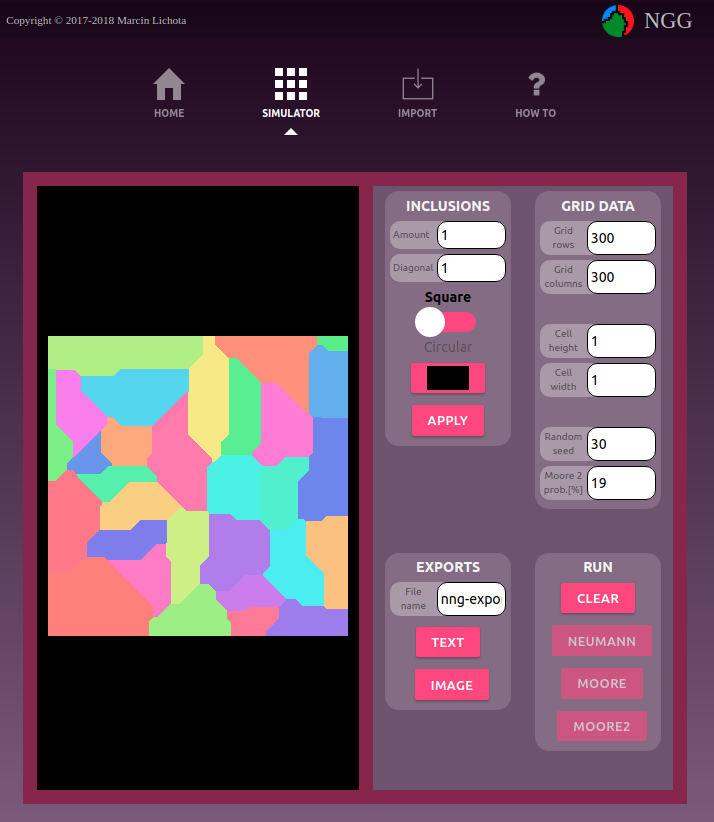 Copyright © 2017-2018 Marcin Lichota
NGG
HOME
SIMULATOR
IMPORT
?
HOW TO
INCLUSIONS
Amount
1
Diagonal
1
Square
Circular
APPLY
GRID DATA
Grid
rows
300
Grid
columns
300
Cell
height
1
Cell
width
1
Random
seed
30
Moore 2
prob.[%]
19
EXPORTS
File
name
nng-expo
TEXT
IMAGE
RUN
CLEAR
NEUMANN
MOORE
MOORE2